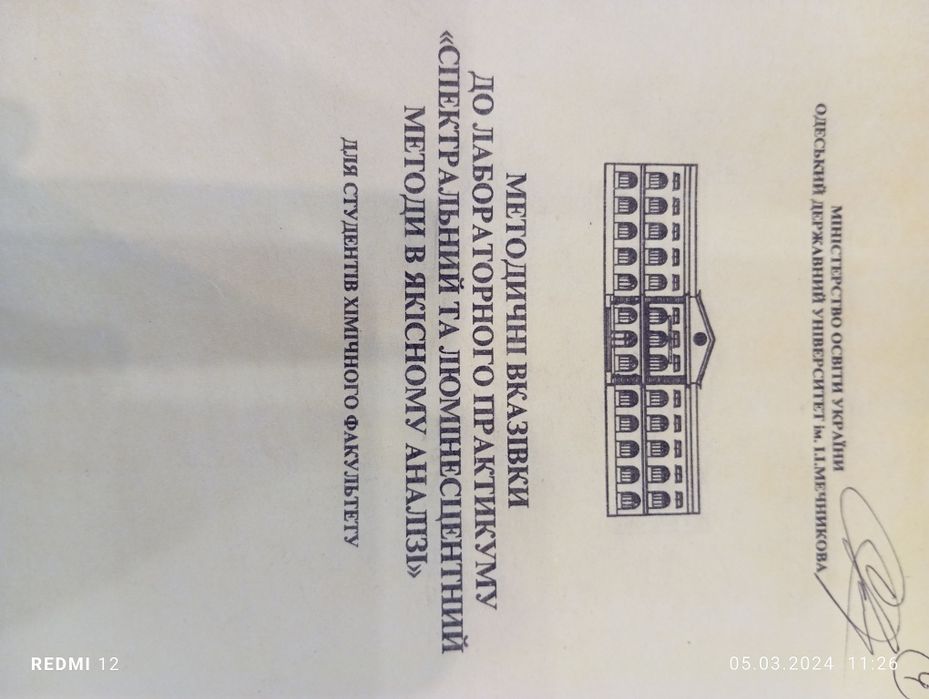 МІНІСТЕРСТВО ОСВІТИ УКРАЇНИ
ОДЕСЬКИЙ ДЕРЖАВНИЙ УНІВЕРСИТЕТ ім. І.І.МЕЧНИКОВА
МЕТОДИЧНІ ВКАЗІВКИ
ДО ЛАБОРАТОРНОГО ПРАКТИКУМУ
«СПЕКТРАЛЬНИЙ ТА ЛЮМІНЕСЦЕНТНИЙ
МЕТОДИ В ЯКІСНОМУ АНАЛІЗІ»
ДЛЯ СТУДЕНТІВ ХІМІЧНОГО ФАКУЛЬТЕТУ
REDMI 12
05.03.2024 11:26